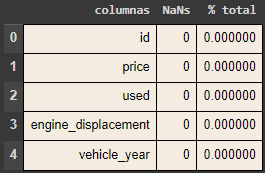 columnas NaNs % total
0 id 0 0.000000
1 price 0 0.000000
2 used 0 0.000000
3 engine_displacement 0 0.000000
4 vehicle_year 0 0.000000